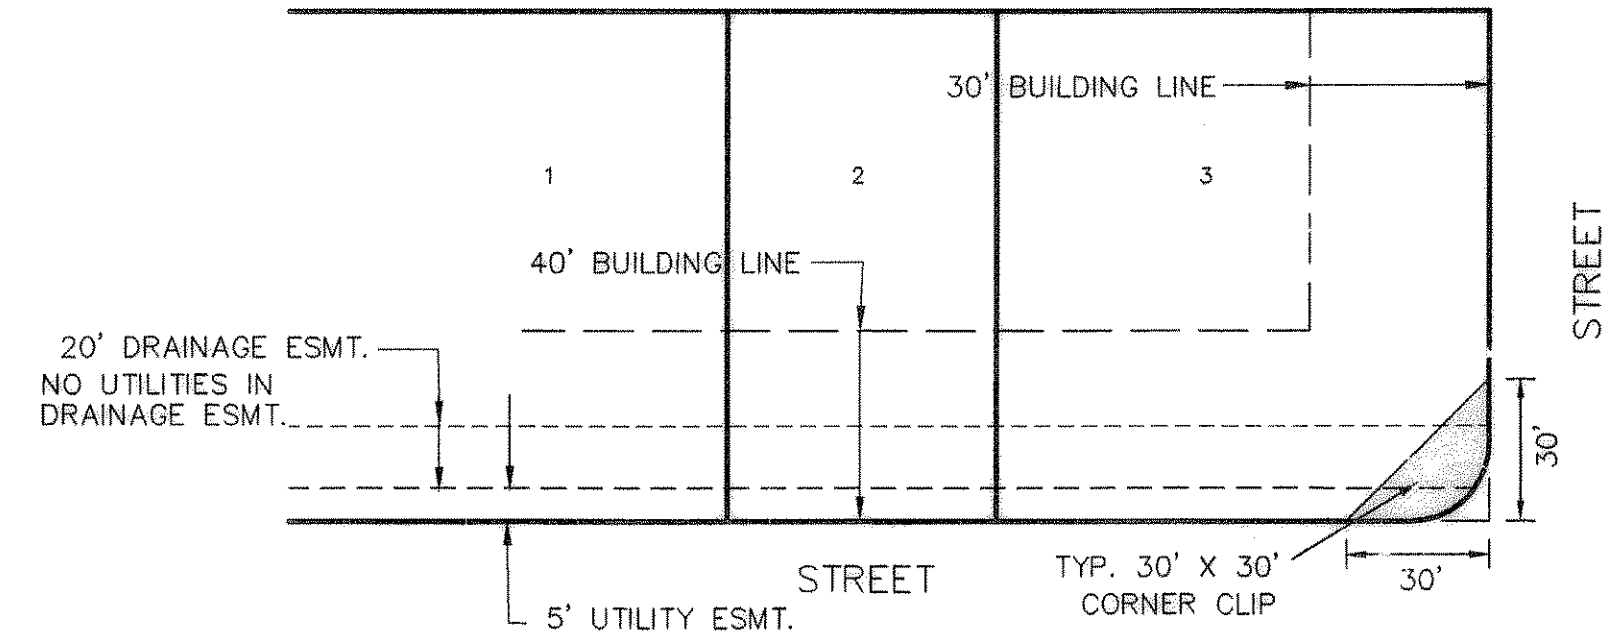 30' BUILDING LINE
1
2
3
STREET
40' BUILDING LINE
20' DRAINAGE ESMT.
NO UTILITIES IN
DRAINAGE ESMT.
30'
STREET
TYP. 30' X 30'
CORNER CLIP
30'
5' UTILITY ESMT.